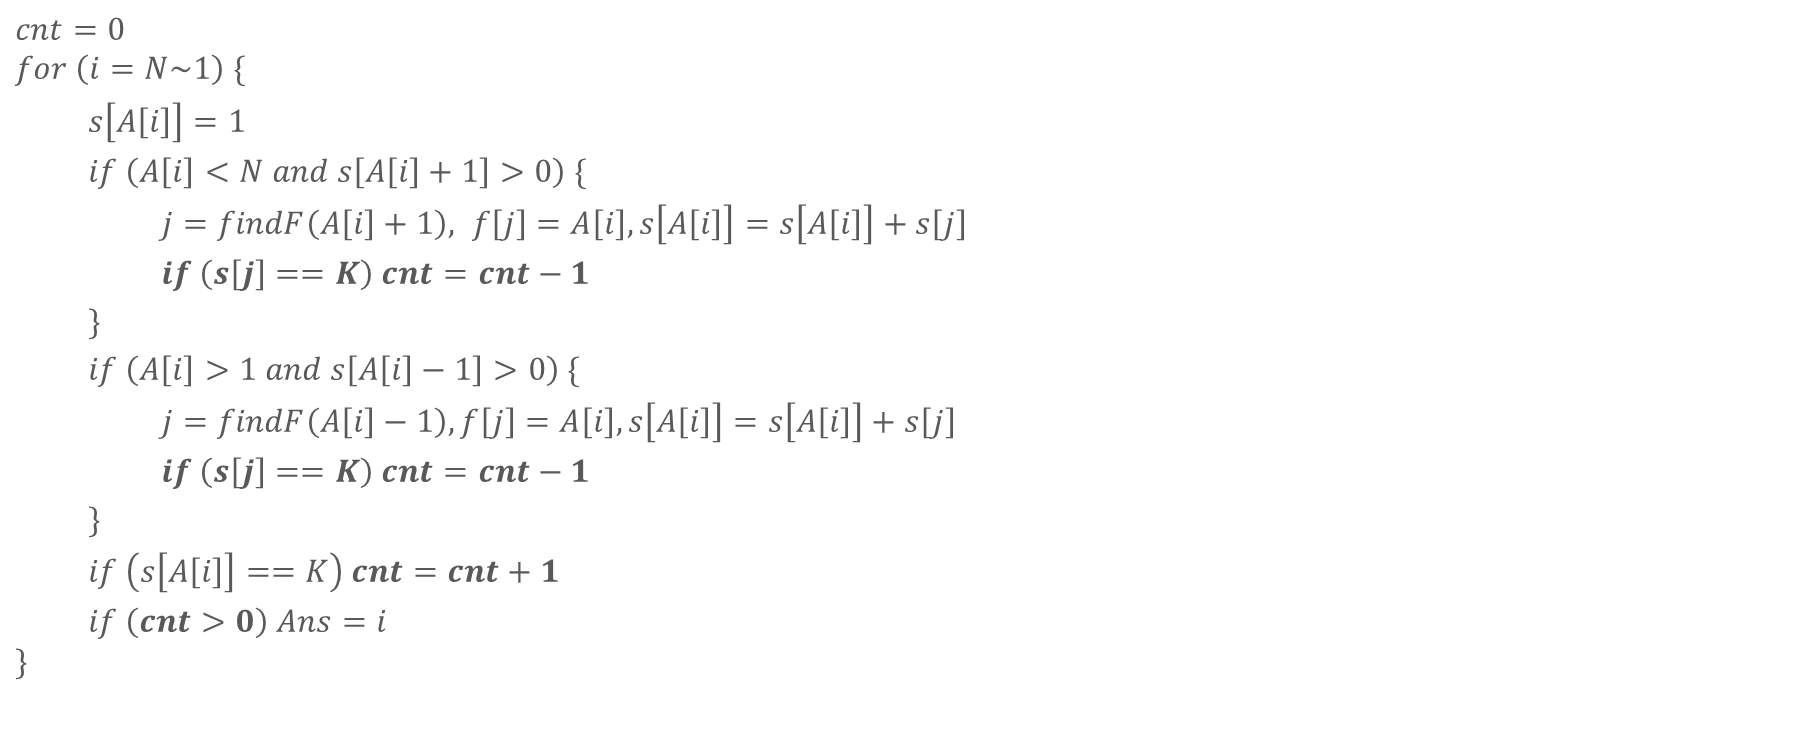 cnt = 0
for (i = N~1) {
s[A[i]] = 1
if (A[i] < N and s[A[i] + 1] > 0) {
j = findF(A[i] + 1), f[j] = A[i], s[A[i]] = s[A[i]] + s[j]
if (s[j] == K) cnt = cnt − 1
}
if (A[i] > 1 and s[A[i] − 1] > 0) {
j = findF(A[i] − 1), f[j] = A[i], s[A[i]] = s[A[i]] + s[j]
if (s[j] == K) cnt = cnt − 1
}
if (s[A[i]] == K) cnt = cnt + 1
if (cnt > 0) Ans = i
}